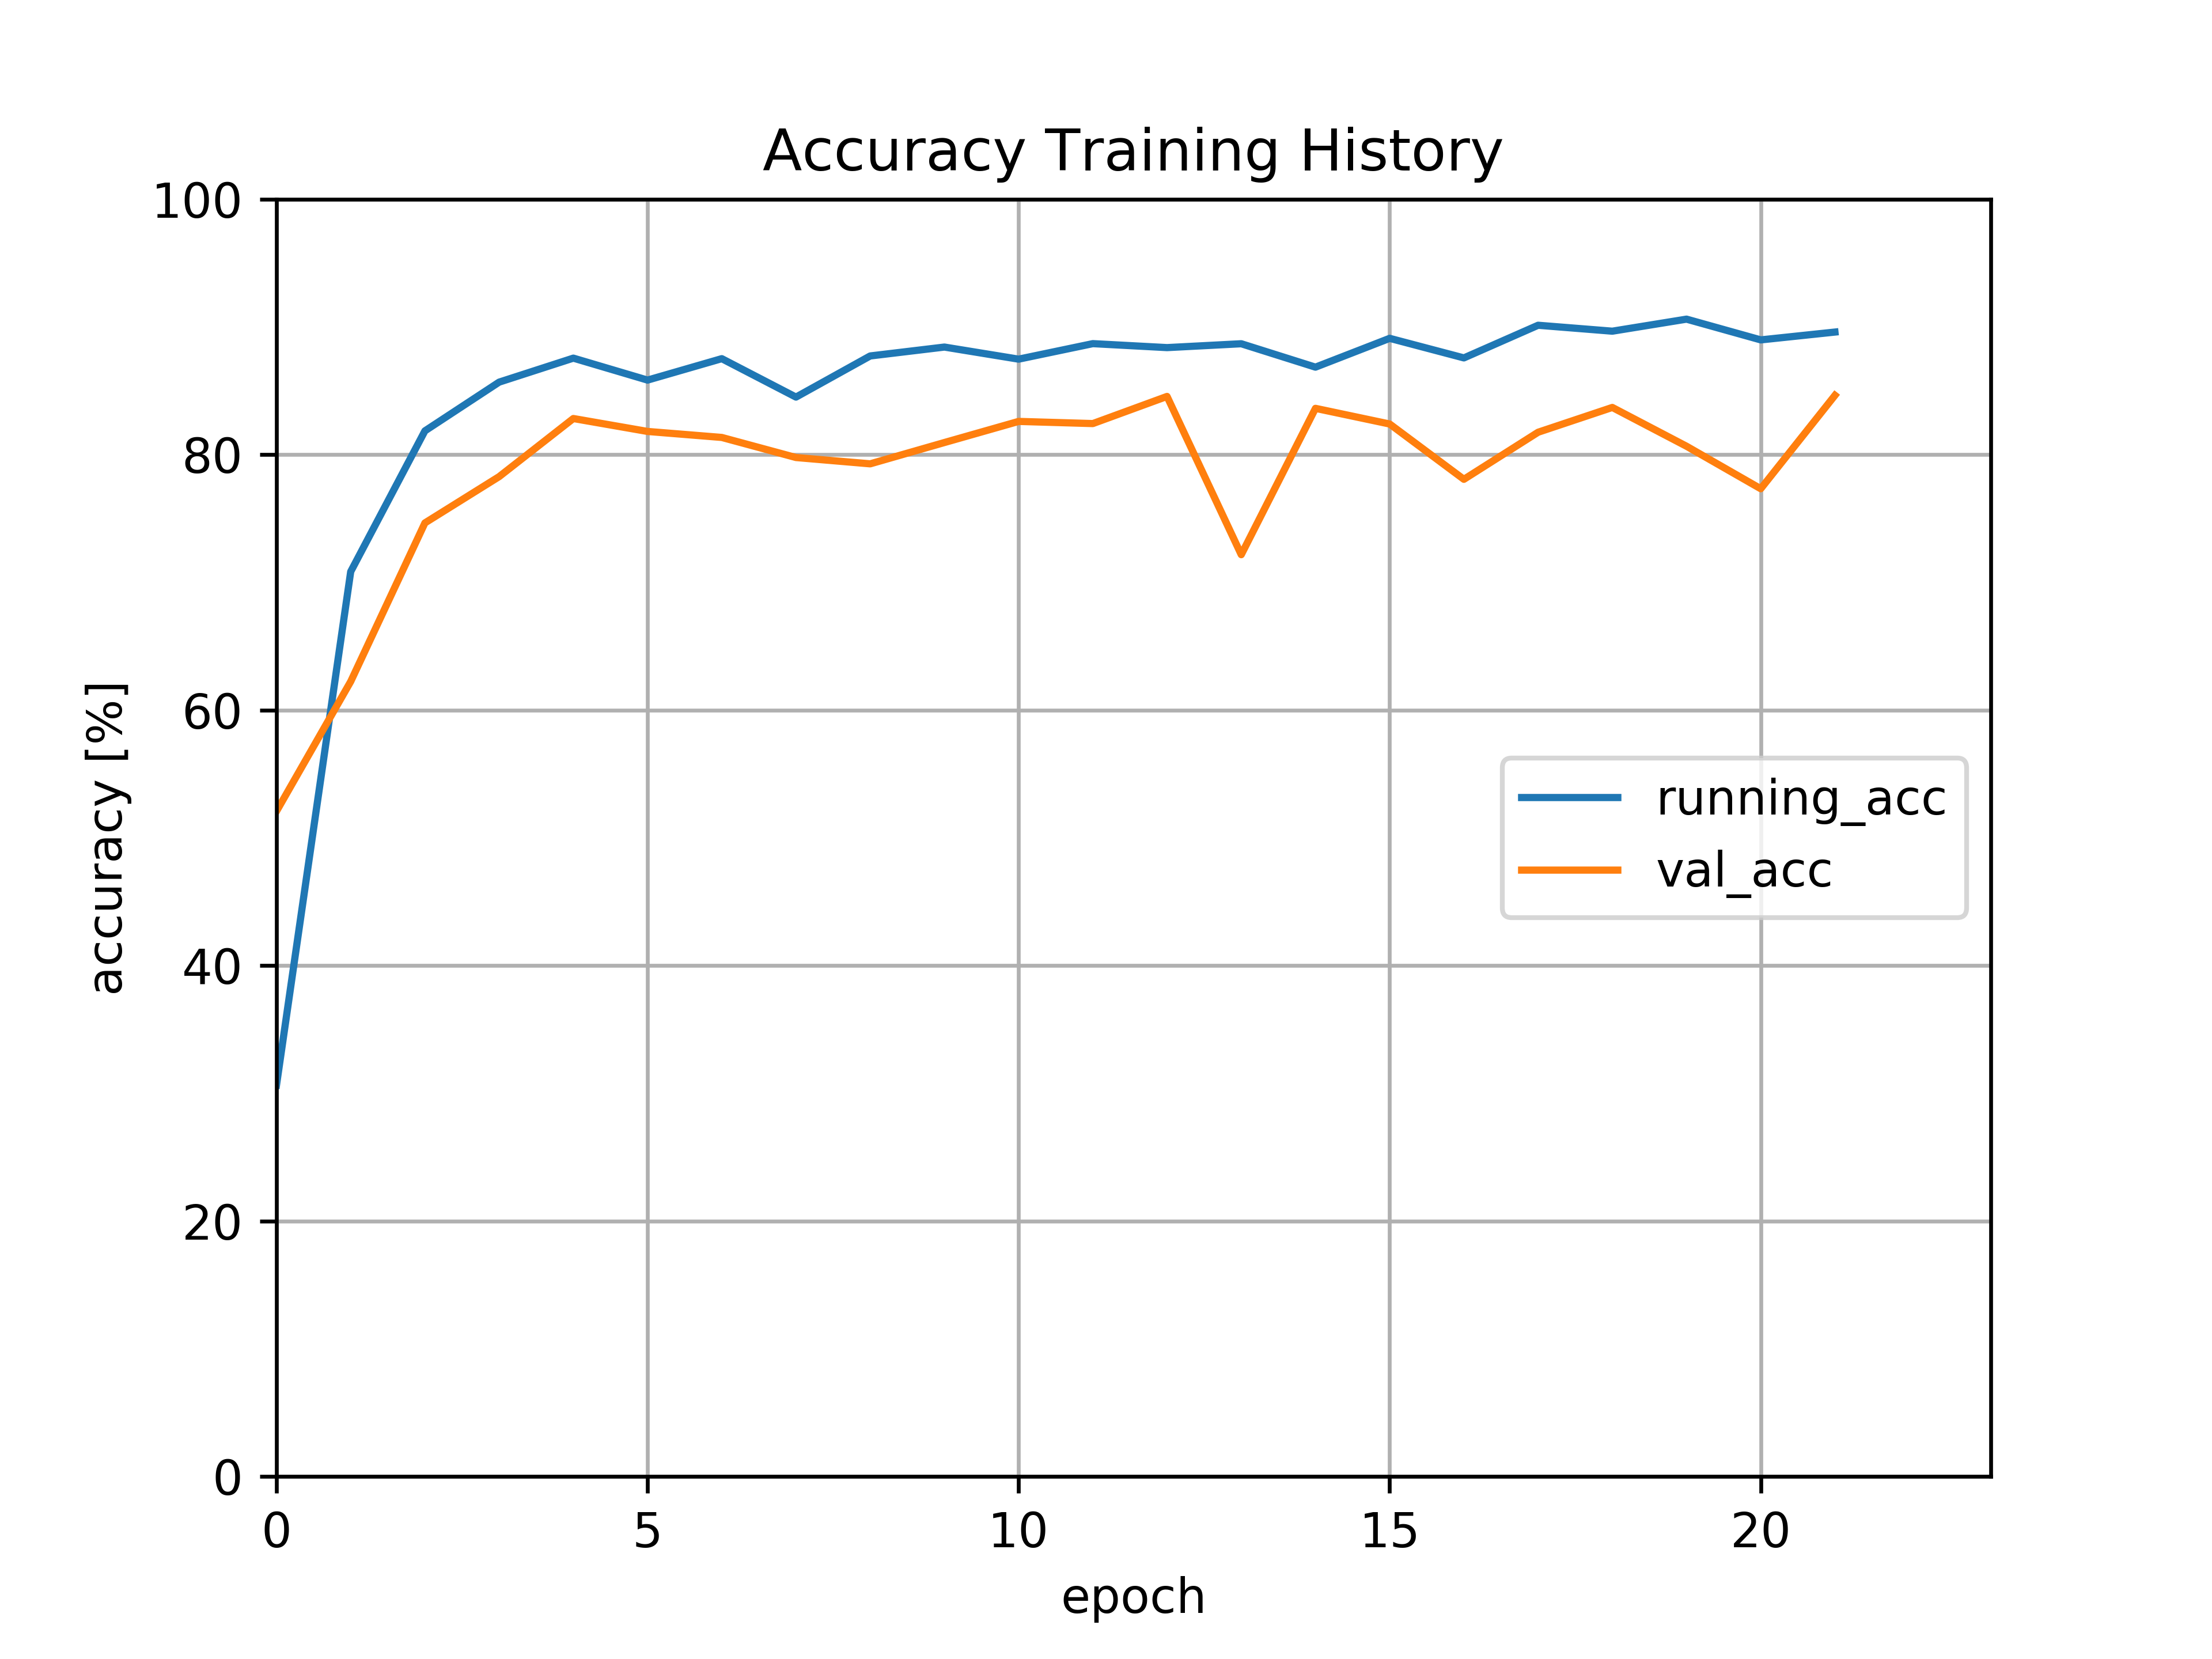 Accuracy Training History
100
80
60
40
20
0
accuracy [%]
running_acc
val_acc
0 5 10 15 20
epoch